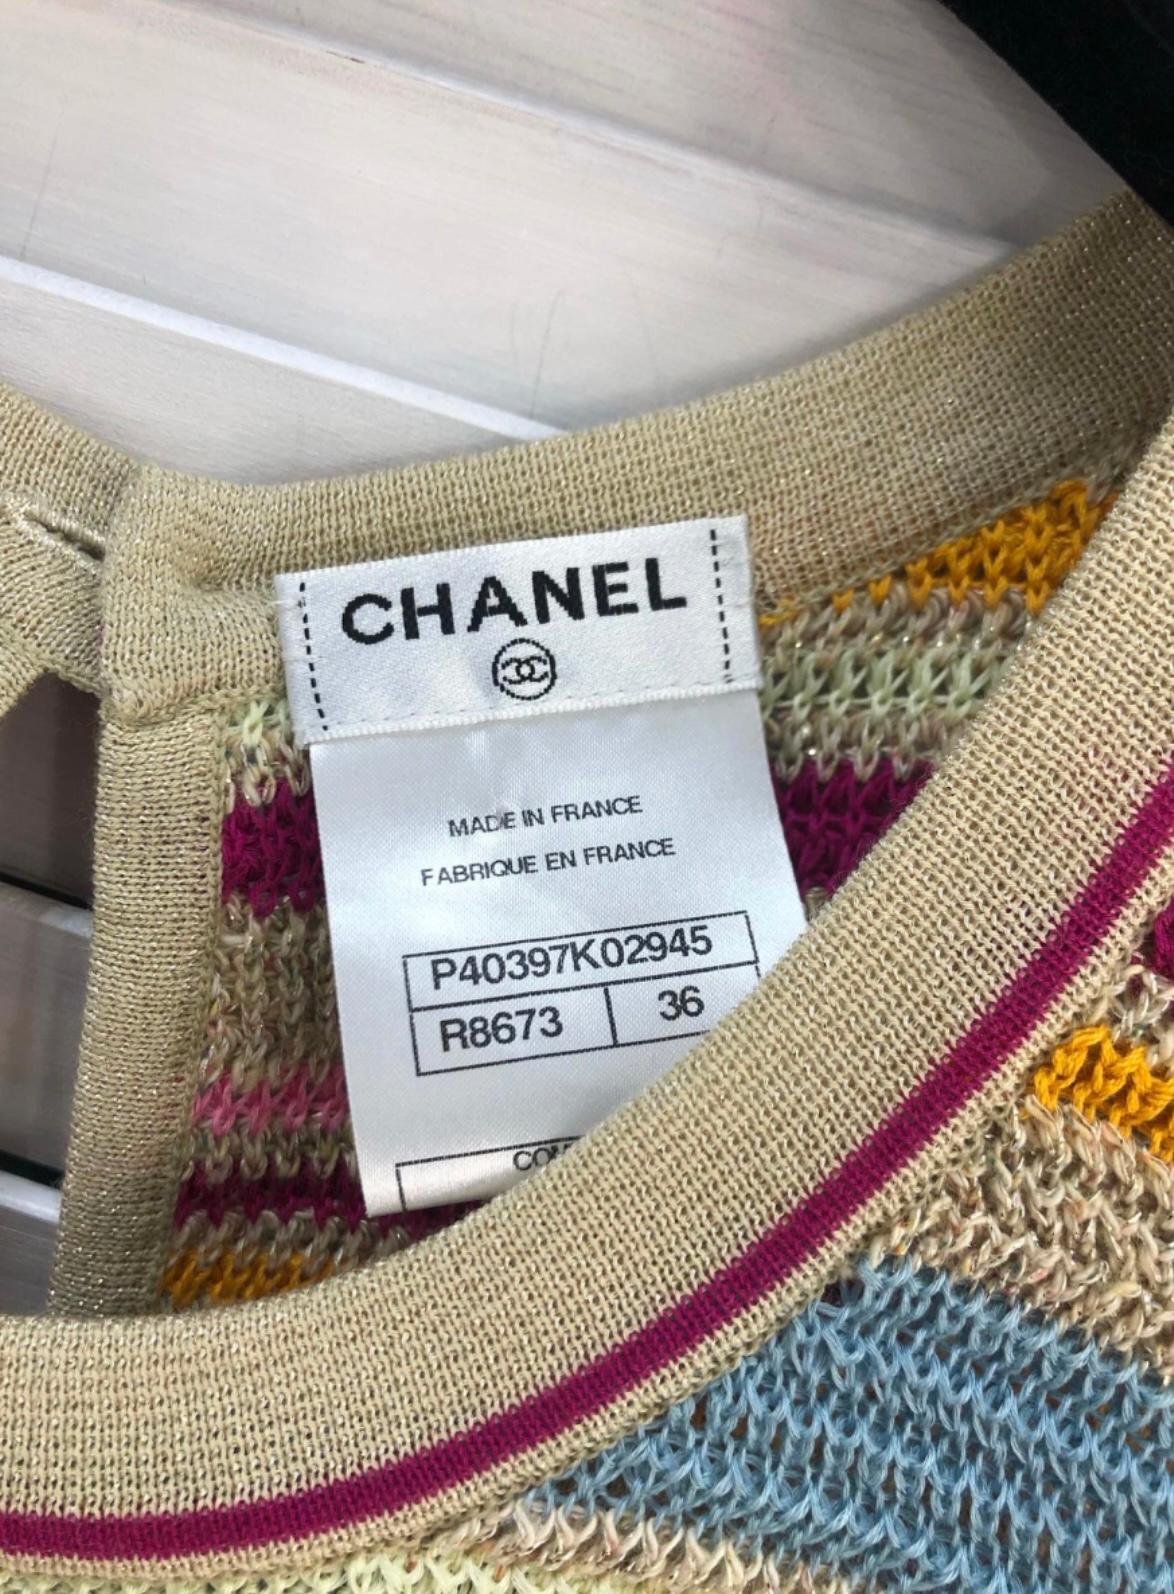 CHANEL
MADE IN FRANCE
FABRIQUE EN FRANCE
P40397K02945
R8673 36